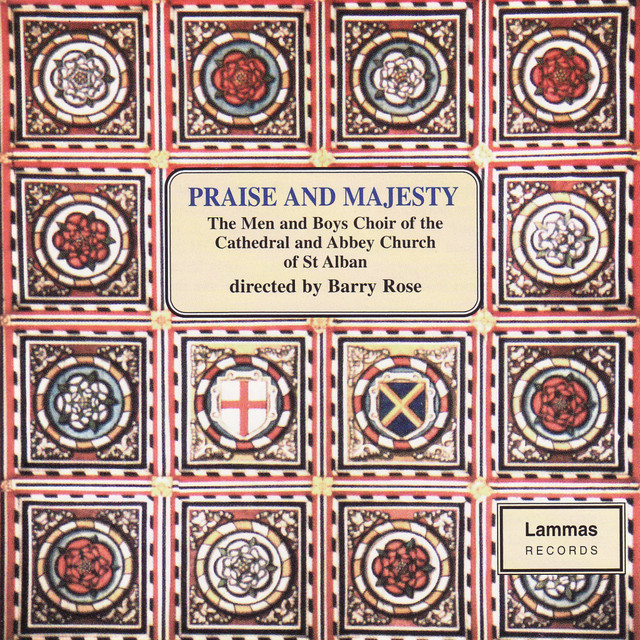 PRAISE AND MAJESTY
The Men and Boys Choir of the
Cathedral and Abbey Church
of St Alban
directed by Barry Rose
Lammas
RECORDS